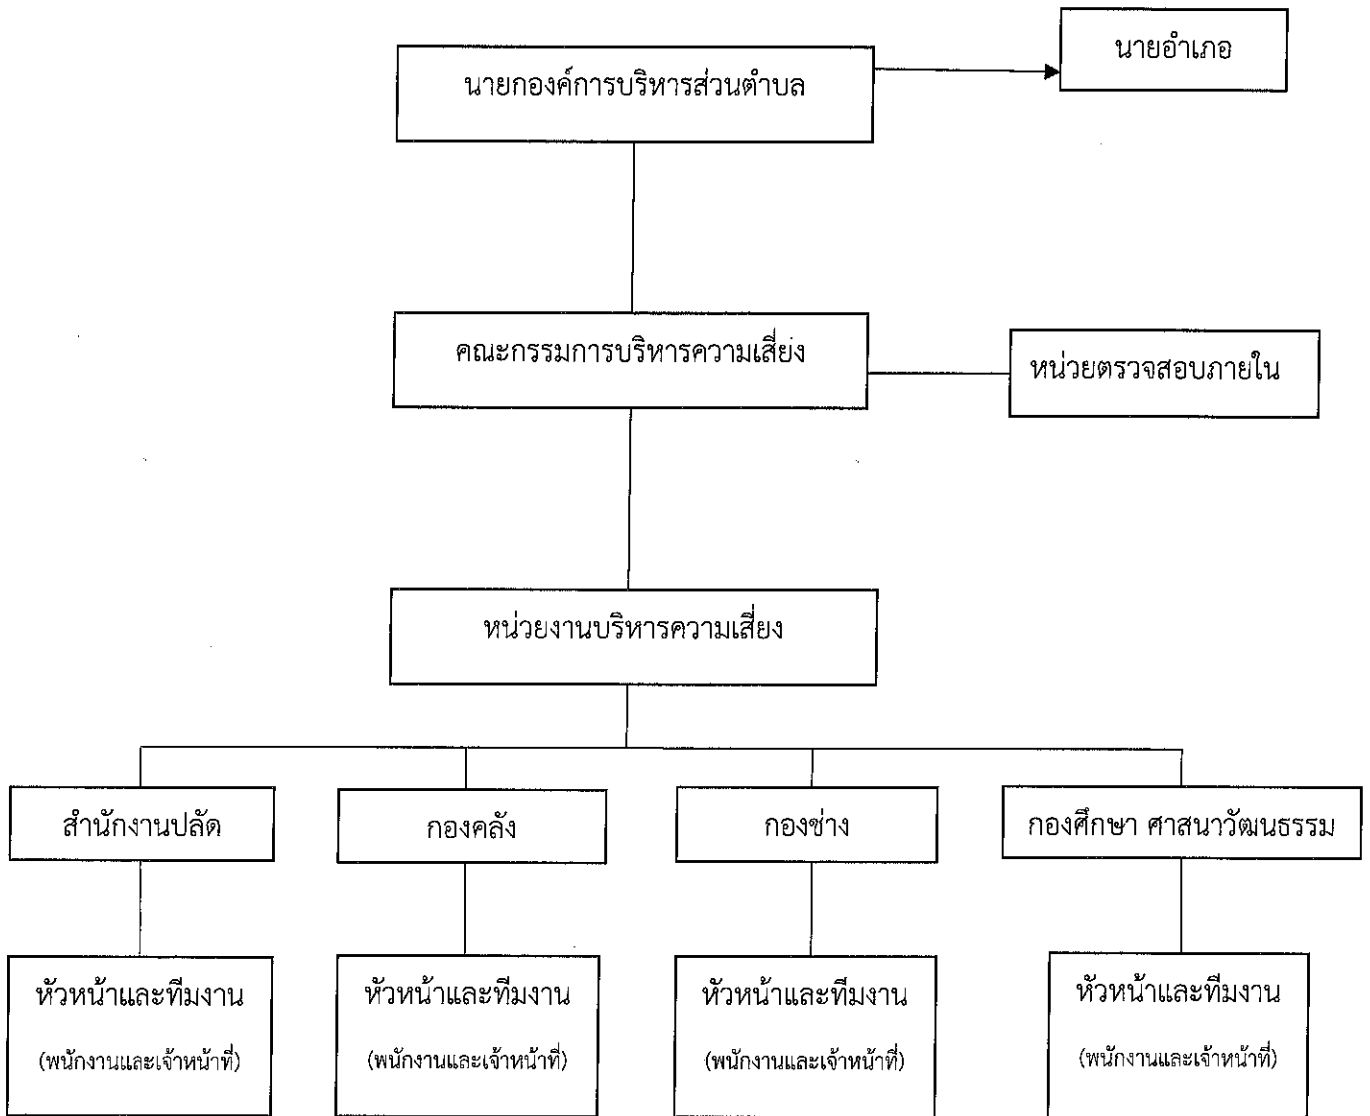 นายอำเภอ
นายกองค์การบริหารส่วนตำบล
คณะกรรมการบริหารความเสี่ยง
หน่วยตรวจสอบภายใน
หน่วยงานบริหารความเสี่ยง
สำนักงานปลัด
กองคลัง
กองช่าง
กองศึกษา ศาสนาวัฒนธรรม
หัวหน้าและทีมงาน
(พนักงานและเจ้าหน้าที่)
หัวหน้าและทีมงาน
(พนักงานและเจ้าหน้าที่)
หัวหน้าและทีมงาน
(พนักงานและเจ้าหน้าที่)
หัวหน้าและทีมงาน
(พนักงานและเจ้าหน้าที่)